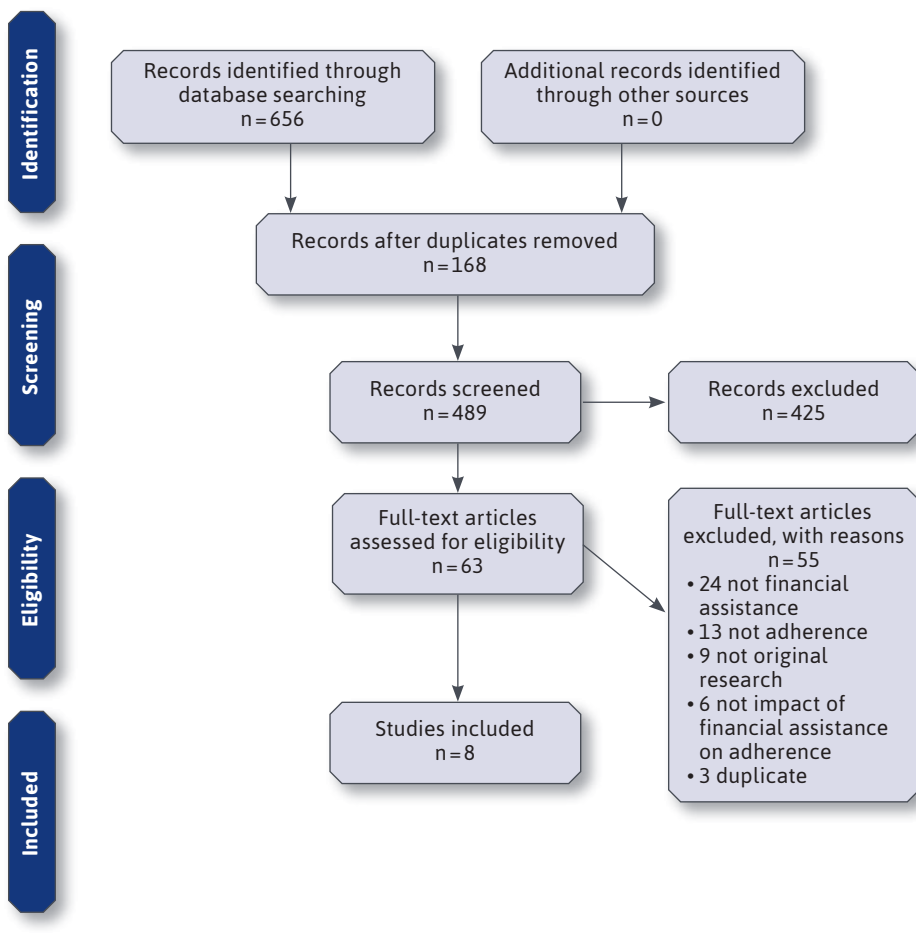 Identification
Records identified through
database searching
n=656
Additional records identified
through other sources
n=0
Screening
Records after duplicates removed
n=168
Records screened
n=489
Records excluded
n=425
Eligibility
Full-text articles
assessed for eligibility
n=63
Full-text articles
excluded, with reasons
n=55
• 24 not financial
assistance
• 13 not adherence
• 9 not original
research
• 6 not impact of
financial assistance
on adherence
• 3 duplicate
Included
Studies included
n=8